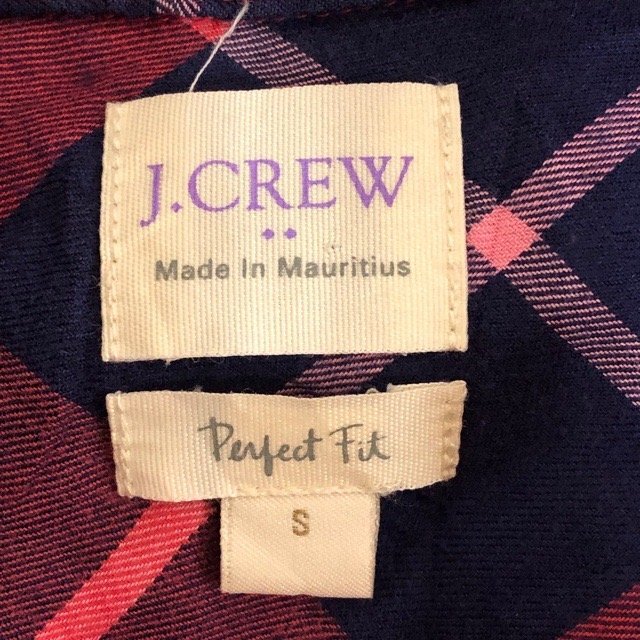 J.CREW
Made In Mauritius
Perfect Fit
S